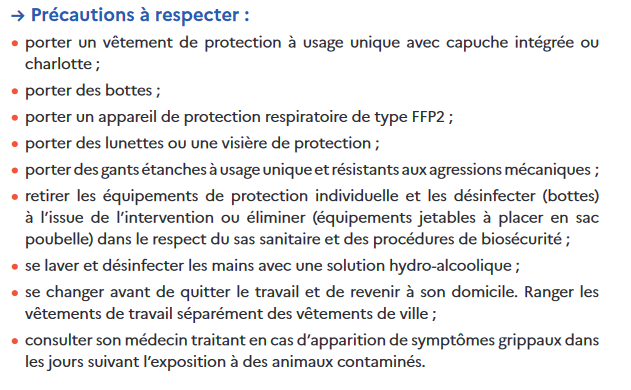 → Précautions à respecter :
• porter un vêtement de protection à usage unique avec capuche intégrée ou
charlotte ;
• porter des bottes ;
• porter un appareil de protection respiratoire de type FFP2 ;
• porter des lunettes ou une visière de protection ;
• porter des gants étanches à usage unique et résistants aux agressions mécaniques ;
• retirer les équipements de protection individuelle et les désinfecter (bottes)
à l'issue de l'intervention ou éliminer (équipements jetables à placer en sac
poubelle) dans le respect du sas sanitaire et des procédures de biosécurité ;
• se laver et désinfecter les mains avec une solution hydro-alcoolique ;
• se changer avant de quitter le travail et de revenir à son domicile. Ranger les
vêtements de travail séparément des vêtements de ville ;
• consulter son médecin traitant en cas d'apparition de symptômes grippaux dans
les jours suivant l'exposition à des animaux contaminés.